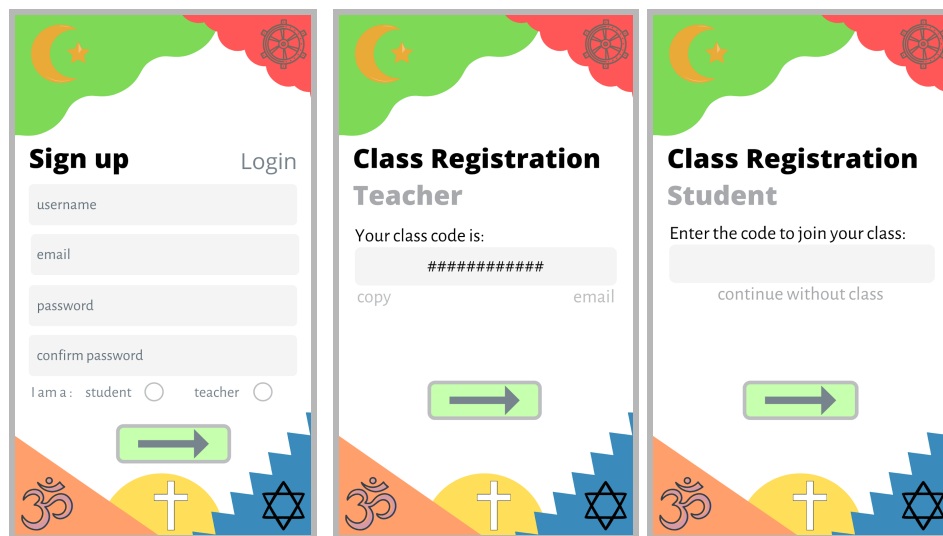 Sign up
Login
username
email
password
confirm password
I am a : student teacher
Class Registration
Teacher
Your class code is:
############
copy
email
Class Registration
Student
Enter the code to join your class:
continue without class